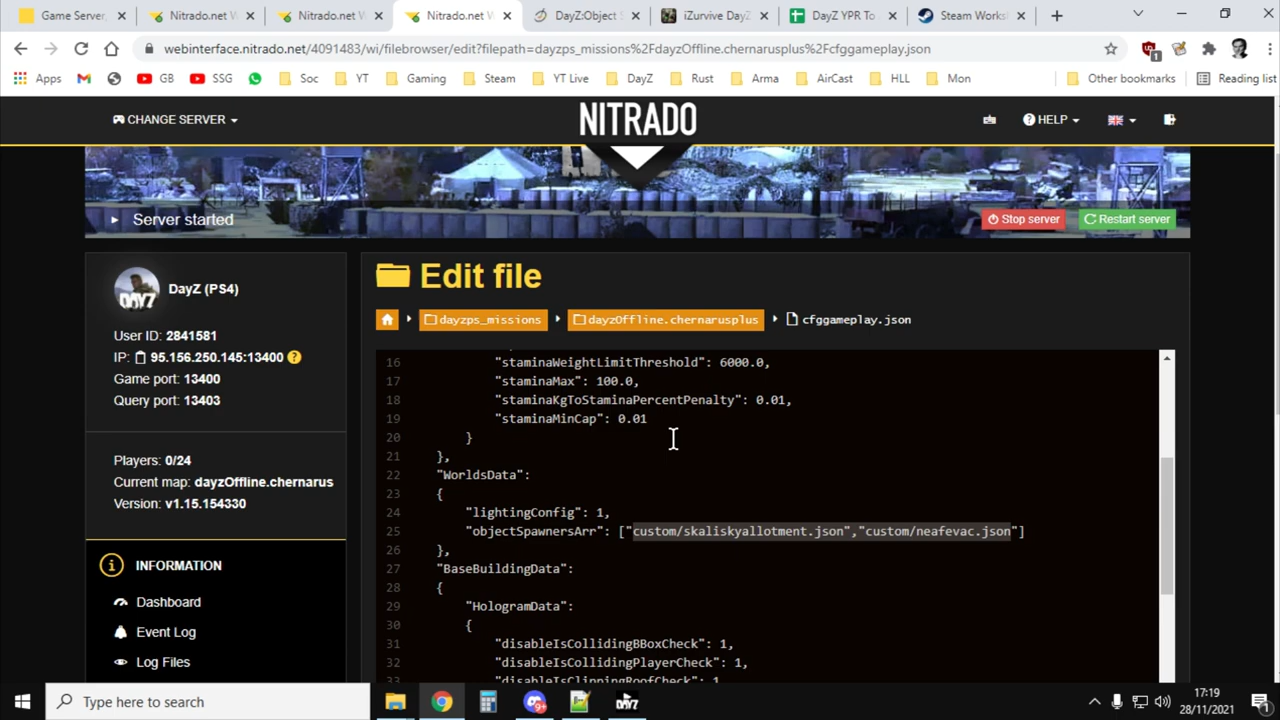 Game Server,
Nitrado.net W
Nitrado.net W
Nitrado.net W
DayZ:Object S
iZurvive DayZ
DayZ YPR To
Steam Worksh
webinterface.nitrado.net/4091483/wi/filebrowser/edit?filepath=dayzps_missions%2FdayzOffline.chernarusplus%2Fcfggameplay.json
1
Apps
GB
SSG
Soc
YT
Gaming
Steam
YT Live
DayZ
Rust
Arma
AirCast
HLL
Mon
Other bookmarks
Reading list
CHANGE SERVER
NITRADO
HELP
Server started
Stop server
Restart server
DayZ (PS4)
User ID: 2841581
IP: 95.156.250.145:13400
Game port: 13400
Query port: 13403
Players: 0/24
Current map: dayzOffline.chernarus
Version: v1.15.154330
INFORMATION
Dashboard
Event Log
Log Files
Edit file
dayzps_missions
dayzOffline.chernarusplus
cfggameplay.json
16 "staminaWeightLimitThreshold": 6000.0,
17 "staminaMax": 100.0,
18 "staminaKgToStaminaPercentPenalty": 0.01,
19 "staminaMinCap": 0.01
20 }
21 },
22 "WorldsData":
23 {
24 "lightingConfig": 1,
25 "objectSpawnersArr": ["custom/skaliskyallotment.json","custom/neafevac.json"]
26 },
27 "BaseBuildingData":
28 {
29 "HologramData":
30 {
31 "disableIsCollidingBBoxCheck": 1,
32 "disableIsCollidingPlayerCheck": 1,
33 "disableIsClippingRoofCheck": 1,
Type here to search
DAYZ
9+
17:19
28/11/2021
1